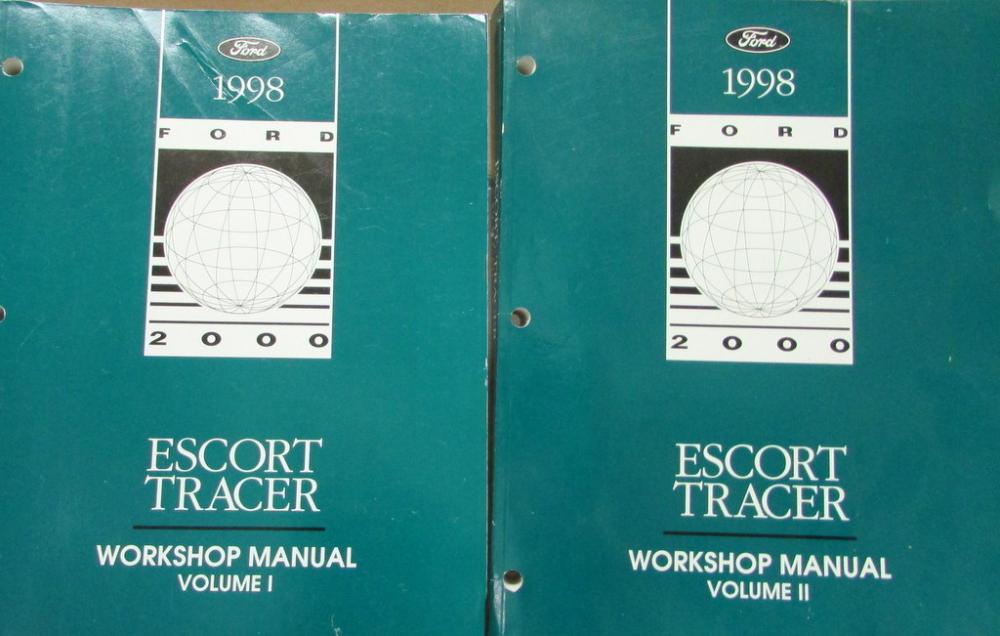 Ford
1998
FORD
2000
ESCORT
TRACER
WORKSHOP MANUAL
VOLUME I
Ford
1998
FORD
2000
ESCORT
TRACER
WORKSHOP MANUAL
VOLUME II